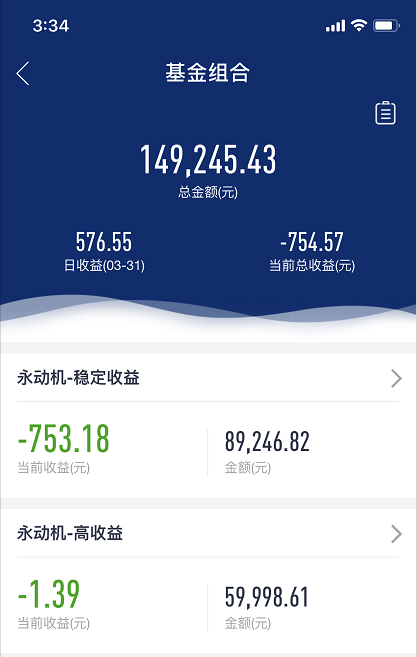 3:34
基金组合
149,245.43
总金额(元)
576.55 -754.57
日收益(03-31) 当前总收益(元)
永动机-稳定收益
-753.18 89,246.82
当前收益(元) 金额(元)
永动机-高收益
-1.39 59,998.61
当前收益(元) 金额(元)